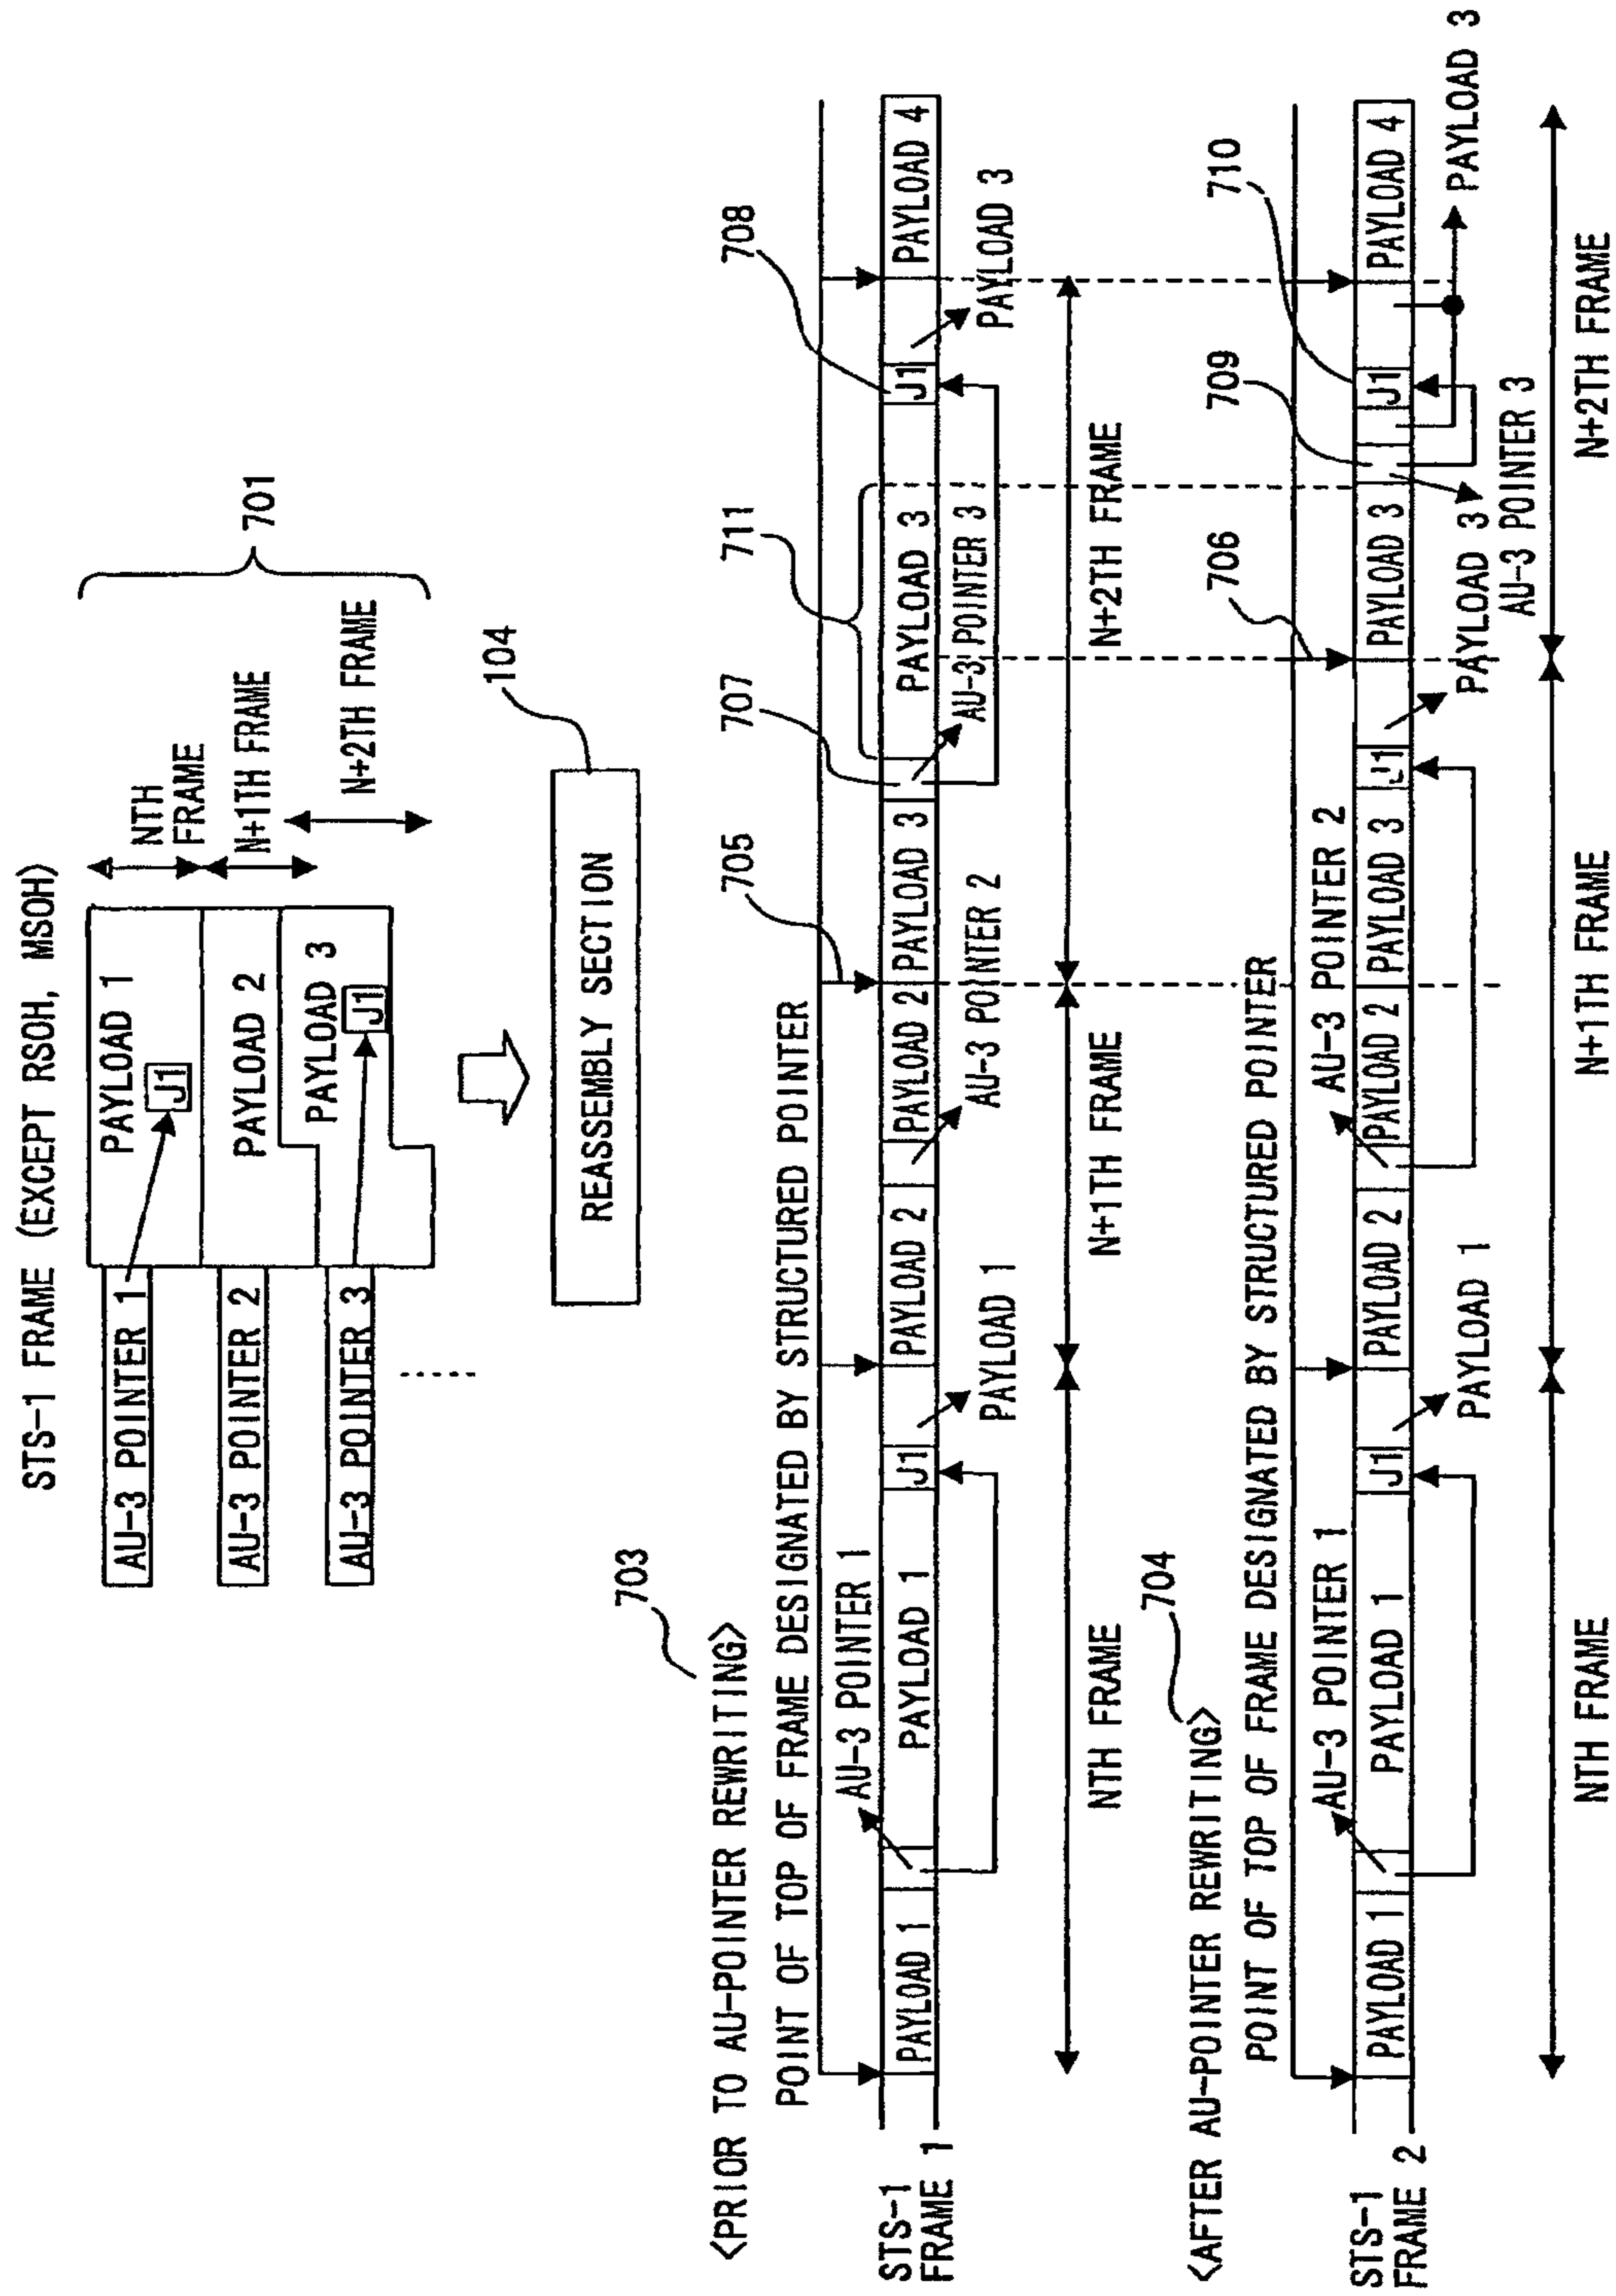 STS-1 FRAME (EXCEPT RSOH, MSOH)
AU-3 POINTER 1
AU-3 POINTER 2
AU-3 POINTER 3
PAYLOAD 1
J1
PAYLOAD 2
PAYLOAD 3
J1
NTH
FRAME
N+1TH FRAME
N+2TH FRAME
701
REASSEMBLY SECTION
104
703
<PRIOR TO AU-POINTER REWRITING>
POINT OF TOP OF FRAME DESIGNATED BY STRUCTURED POINTER
705
707
711
708
AU-3 POINTER 1
STS-1
FRAME 1
PAYLOAD 1
PAYLOAD 1
J1
PAYLOAD 2
PAYLOAD 2
PAYLOAD 3
PAYLOAD 3
J1
PAYLOAD 4
PAYLOAD 1
AU-3 POINTER 2
AU-3 POINTER 3
PAYLOAD 3
NTH FRAME
N+1TH FRAME
N+2TH FRAME
704
<AFTER AU-POINTER REWRITING>
POINT OF TOP OF FRAME DESIGNATED BY STRUCTURED POINTER
706
709
710
AU-3 POINTER 1
AU-3 POINTER 2
STS-1
FRAME 2
PAYLOAD 1
PAYLOAD 1
J1
PAYLOAD 2
PAYLOAD 2
PAYLOAD 3
J1
PAYLOAD 3
J1
PAYLOAD 4
PAYLOAD 1
PAYLOAD 3
AU-3 POINTER 3
PAYLOAD 3
NTH FRAME
N+1TH FRAME
N+2TH FRAME